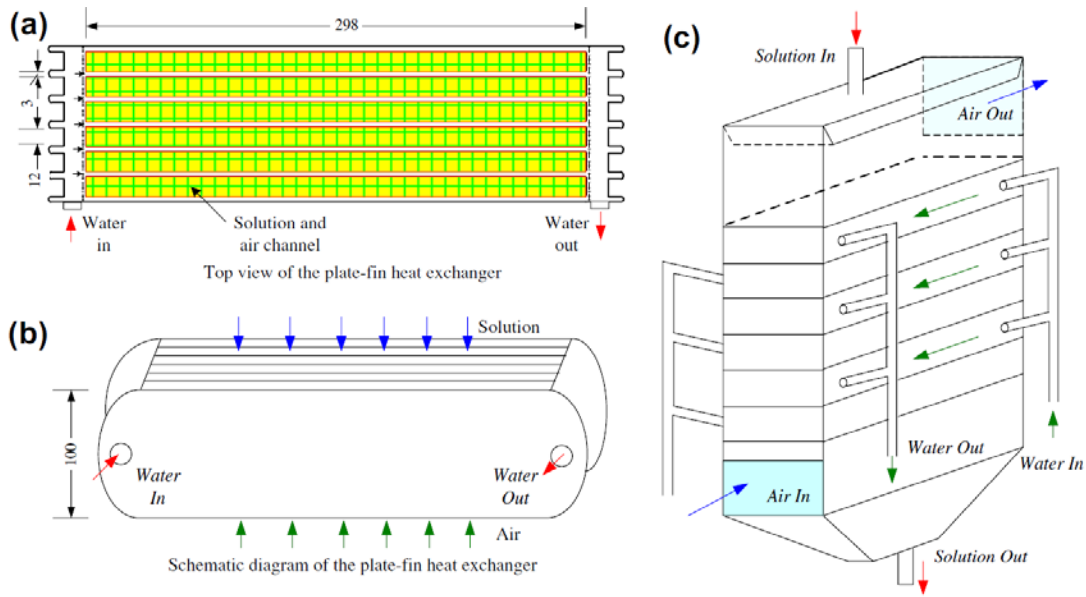 (a)
298
3
12
Water
in
Solution and
air channel
Water
out
Top view of the plate-fin heat exchanger
(b)
Solution
100
Water
In
Water
Out
Air
Schematic diagram of the plate-fin heat exchanger
(c)
Solution In
Air Out
Water Out
Water In
Air In
Solution Out